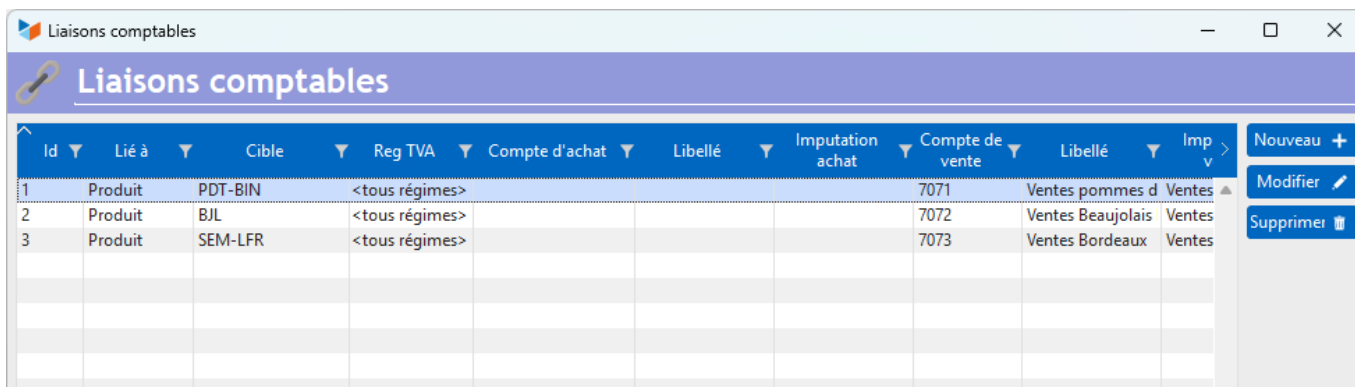 Liaisons comptables
Liaisons comptables
Id Lié à Cible Reg TVA Compte d'achat Libellé Imputation achat Compte de vente Libellé Imp v
Nouveau
Modifier
Supprimer
1 Produit PDT-BIN <tous régimes> 7071 Ventes pommes d Ventes
2 Produit BJL <tous régimes> 7072 Ventes Beaujolais Ventes
3 Produit SEM-LFR <tous régimes> 7073 Ventes Bordeaux Ventes